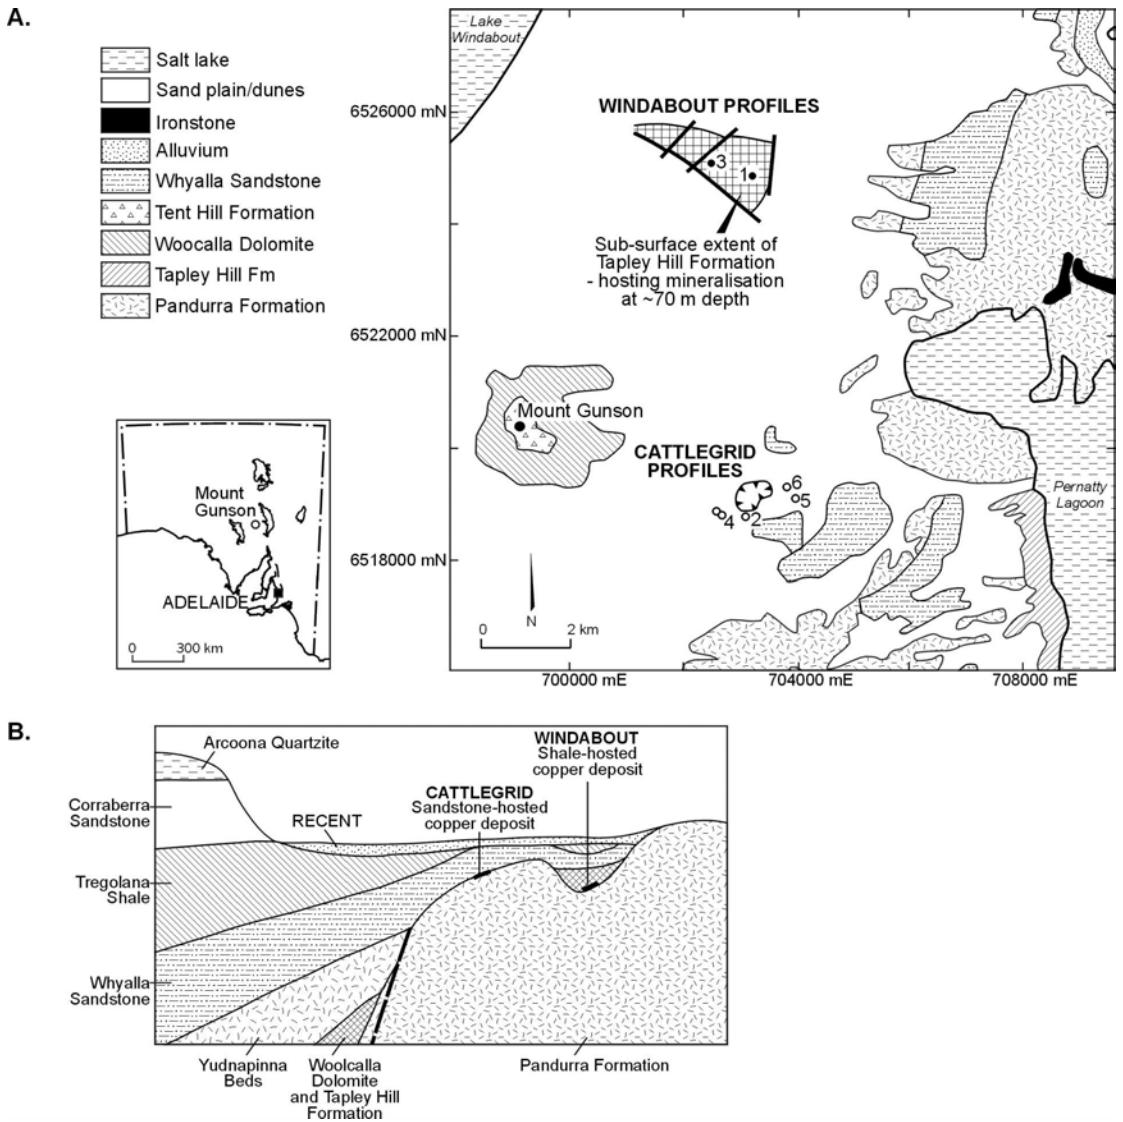 A.
Salt lake
Sand plain/dunes
Ironstone
Alluvium
Whyalla Sandstone
Tent Hill Formation
Woocalla Dolomite
Tapley Hill Fm
Pandurra Formation
Lake
Windabout
6526000 mN
WINDABOUT PROFILES
3
1
Sub-surface extent of
Tapley Hill Formation
- hosting mineralisation
at ~70 m depth
6522000 mN
Mount Gunson
CATTLEGRID
PROFILES
6
5
4
2
Pernatty
Lagoon
6518000 mN
N
0
2 km
700000 mE
704000 mE
708000 mE
Mount
Gunson
ADELAIDE
0
300 km
B.
Arcoona Quartzite
WINDABOUT
Shale-hosted
copper deposit
CATTLEGRID
Sandstone-hosted
copper deposit
RECENT
Corraberra
Sandstone
Tregolana
Shale
Whyalla
Sandstone
Yudnapinna
Beds
Woolcalla
Dolomite
and Tapley Hill
Formation
Pandurra Formation